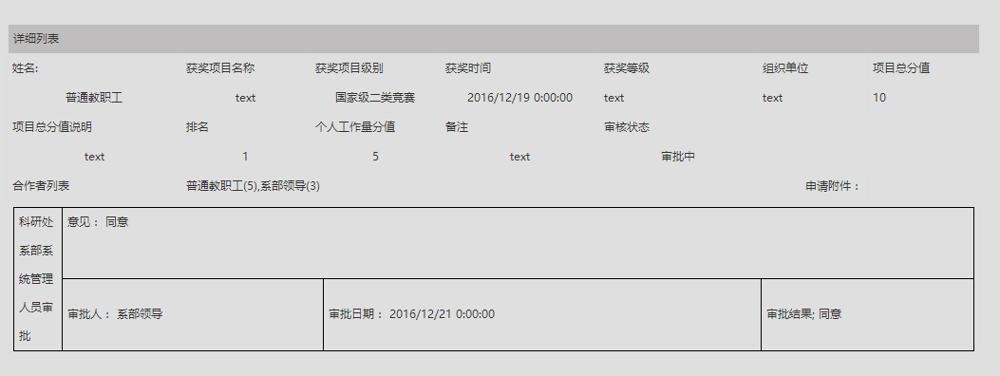 详细列表
姓名: 获奖项目名称 获奖项目级别 获奖时间 获奖等级 组织单位 项目总分值
普通教职工 text 国家级二类竞赛 2016/12/19 0:00:00 text text 10
项目总分值说明 排名 个人工作量分值 备注 审核状态
text 1 5 text 审批中
合作者列表 普通教职工(5),系部领导(3) 申请附件：
科研处
系部系
统管理
人员审
批
意见： 同意
审批人： 系部领导 审批日期： 2016/12/21 0:00:00 审批结果; 同意